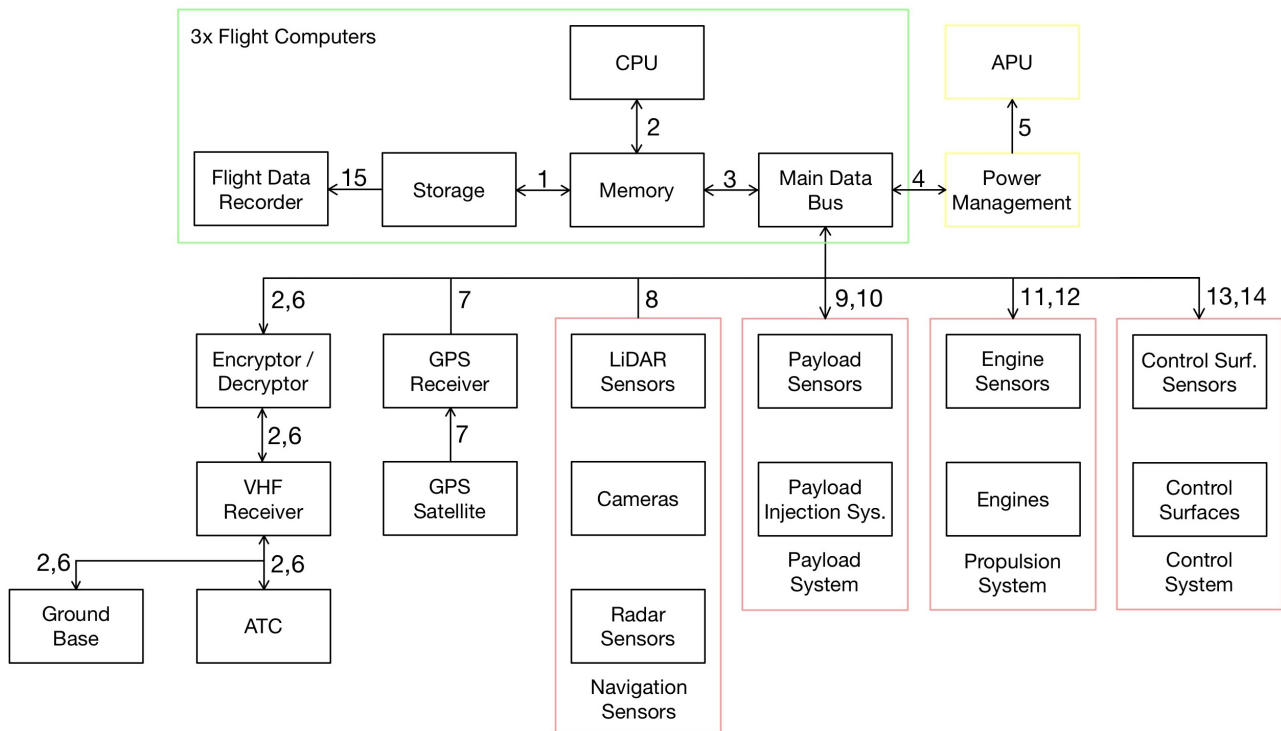 3x Flight Computers
CPU
APU
2
5
Flight Data
Recorder
15
Storage
1
Memory
3
Main Data
Bus
4
Power
Management
2,6
7
8
9,10
11,12
13,14
Encryptor /
Decryptor
GPS
Receiver
LiDAR
Sensors
Payload
Sensors
Engine
Sensors
Control Surf.
Sensors
2,6
7
VHF
Receiver
GPS
Satellite
Cameras
Payload
Injection Sys.
Engines
Control
Surfaces
2,6
2,6
Payload
System
Propulsion
System
Control
System
Ground
Base
ATC
Radar
Sensors
Navigation
Sensors